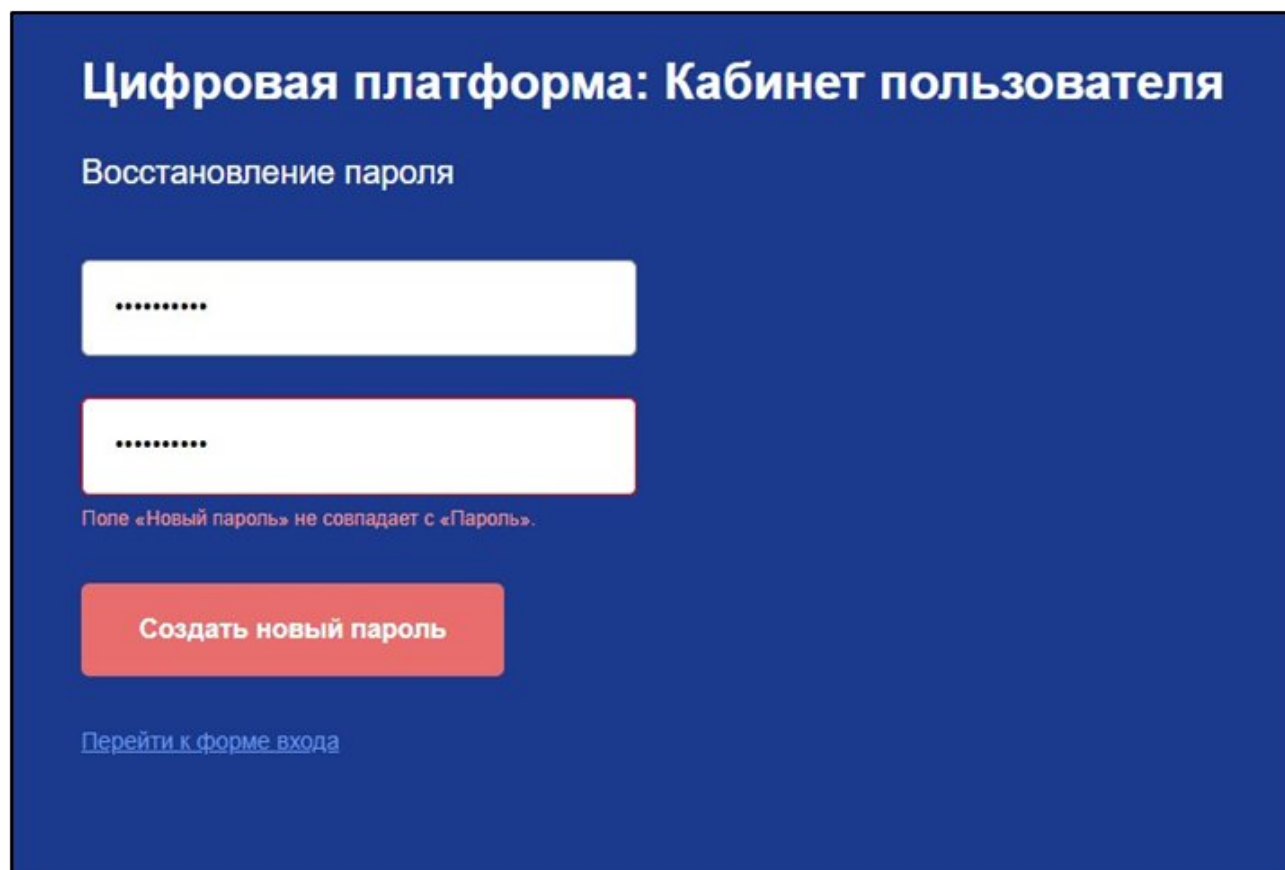 Цифровая платформа: Кабинет пользователя
Восстановление пароля
••••••••••
••••••••••
Поле «Новый пароль» не совпадает с «Пароль».
Создать новый пароль
Перейти к форме входа